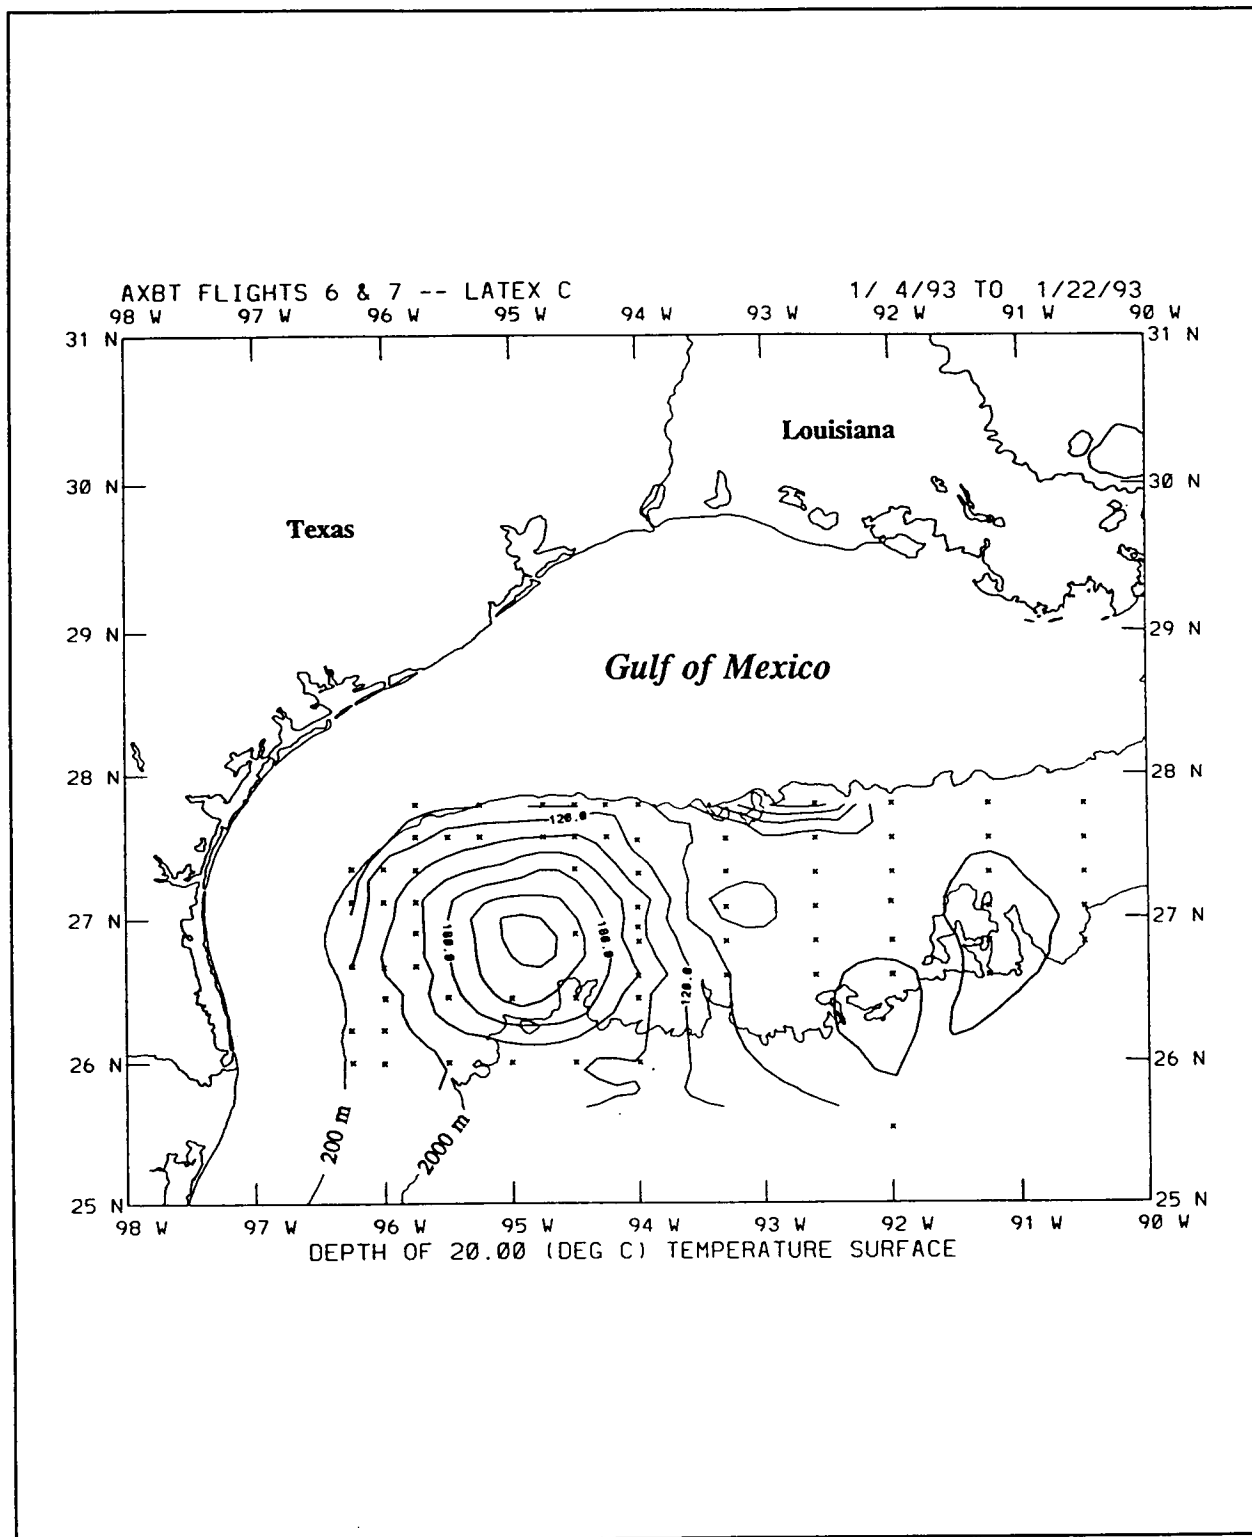 AXBT FLIGHTS 6 & 7 -- LATEX C 1/ 4/93 TO 1/22/93
98 W 97 W 96 W 95 W 94 W 93 W 92 W 91 W 90 W
31 N 31 N
Louisiana
30 N 30 N
Texas
29 N 29 N
Gulf of Mexico
28 N 28 N
120.0
27 N 27 N
180.0 180.0
120.0
26 N 26 N
200 m 2000 m
25 N 25 N
98 W 97 W 96 W 95 W 94 W 93 W 92 W 91 W 90 W
DEPTH OF 20.00 (DEG C) TEMPERATURE SURFACE